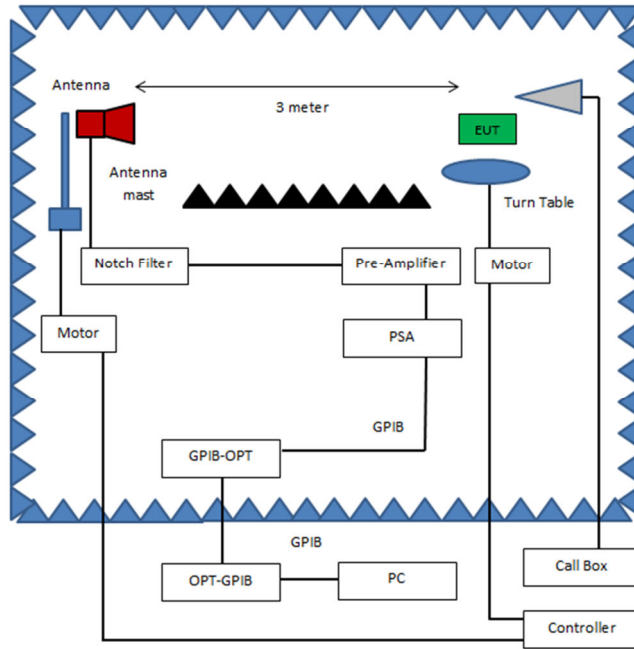 Antenna
3 meter
EUT
Antenna
mast
Turn Table
Notch Filter
Pre-Amplifier
Motor
Motor
PSA
GPIB
GPIB-OPT
GPIB
OPT-GPIB
PC
Call Box
Controller